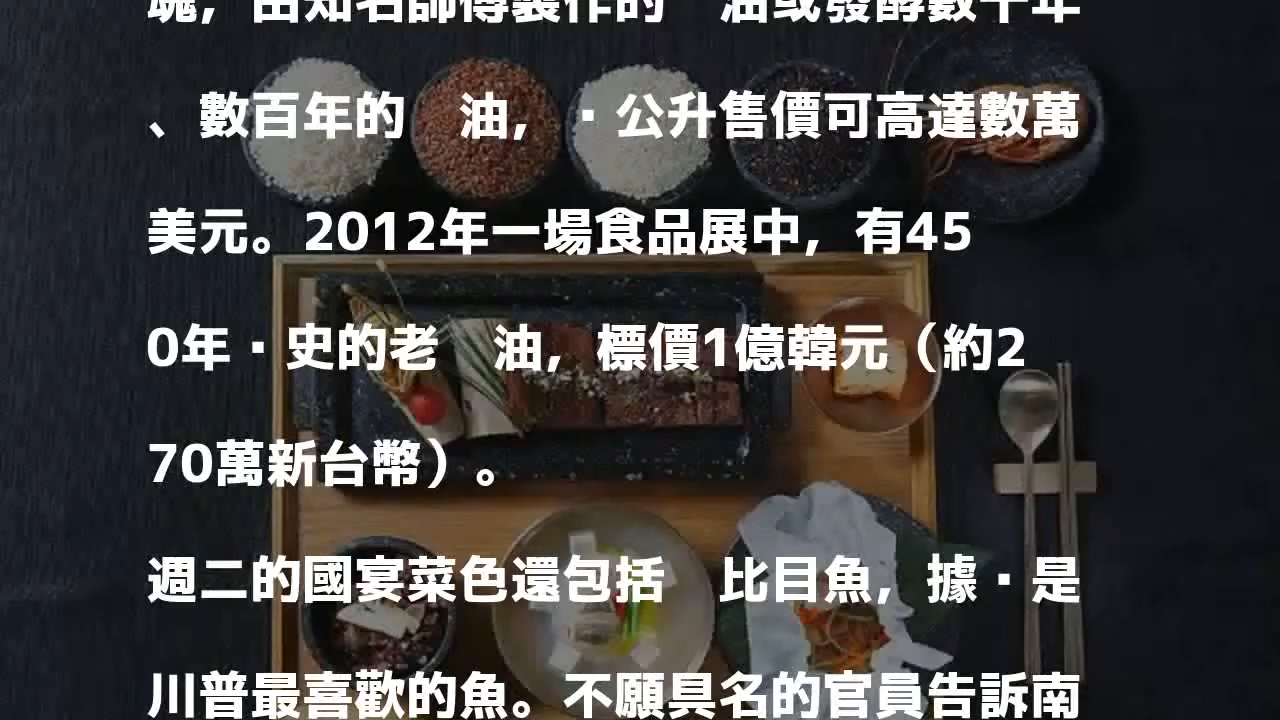 塊，由知名師傅製作的　油或發酵數十年
、數百年的　油，·公升售價可高達數萬
美元。2012年一場食品展中，有45
0年·史的老　油，標價1億韓元（約2
70萬新台幣）。
週二的國宴菜色還包括　比目魚，據·是
川普最喜歡的魚。不願具名的官員告訴南